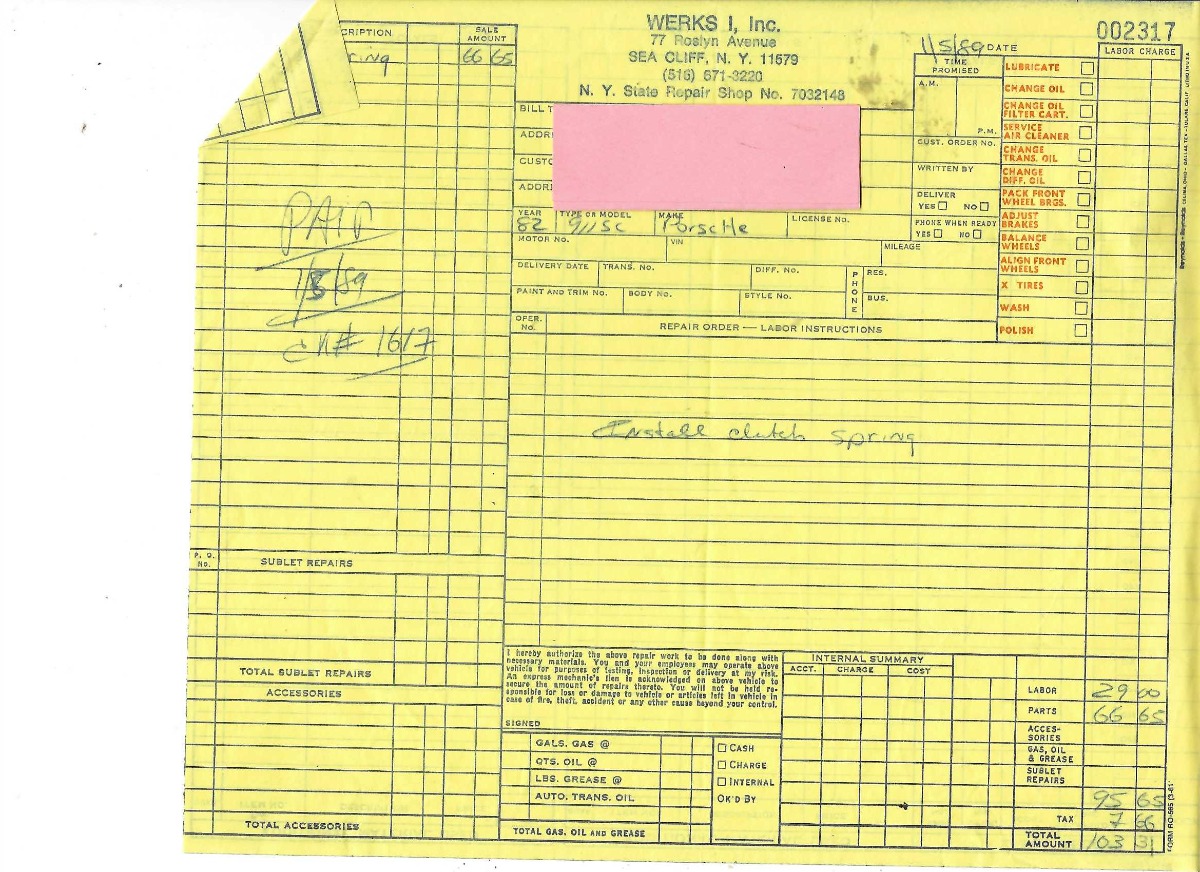 WERKS I, Inc.
77 Roslyn Avenue
SEA CLIFF, N. Y. 11579
(516) 671-3220
N. Y. State Repair Shop No. 7032148
002317
1/5/89 DATE
CRIPTION
SALE AMOUNT
ring 66 65
PAID
1/5/89
CK# 1617
P. O. No.
SUBLET REPAIRS
TOTAL SUBLET REPAIRS
ACCESSORIES
TOTAL ACCESSORIES
BILL T
ADDR
CUSTO
ADDR
YEAR TYPE OR MODEL MAKE LICENSE No.
82 911SC Porsche
MOTOR NO. VIN MILEAGE
DELIVERY DATE TRANS. NO. DIFF. NO. PHONE RES.
PAINT AND TRIM No. BODY NO. STYLE NO. BUS.
OPER. No. REPAIR ORDER — LABOR INSTRUCTIONS
Install clutch spring
TIME PROMISED
A.M.
P.M.
CUST. ORDER NO.
WRITTEN BY
DELIVER
YES NO
PHONE WHEN READY
YES NO
LABOR CHARGE
LUBRICATE
CHANGE OIL
CHANGE OIL FILTER CART.
SERVICE AIR CLEANER
CHANGE TRANS. OIL
CHANGE DIFF. OIL
PACK FRONT WHEEL BRGS.
ADJUST BRAKES
BALANCE WHEELS
ALIGN FRONT WHEELS
X TIRES
WASH
POLISH
I hereby authorize the above repair work to be done along with
necessary materials. You and your employees may operate above
vehicle for purposes of testing, inspection or delivery at my risk.
An express mechanic's lien is acknowledged on above vehicle to
secure the amount of repairs thereto. You will not be held re-
sponsible for loss or damage to vehicle or articles left in vehicle in
case of fire, theft, accident or any other cause beyond your control.
SIGNED
GALS. GAS @
QTS. OIL @
LBS. GREASE @
AUTO. TRANS. OIL
TOTAL GAS, OIL AND GREASE
CASH
CHARGE
INTERNAL
OK'D BY
INTERNAL SUMMARY
ACCT. CHARGE COST
LABOR 29 00
PARTS 66 65
ACCES-SORIES
GAS, OIL & GREASE
SUBLET REPAIRS
95 65
TAX 7 66
TOTAL AMOUNT 103 31